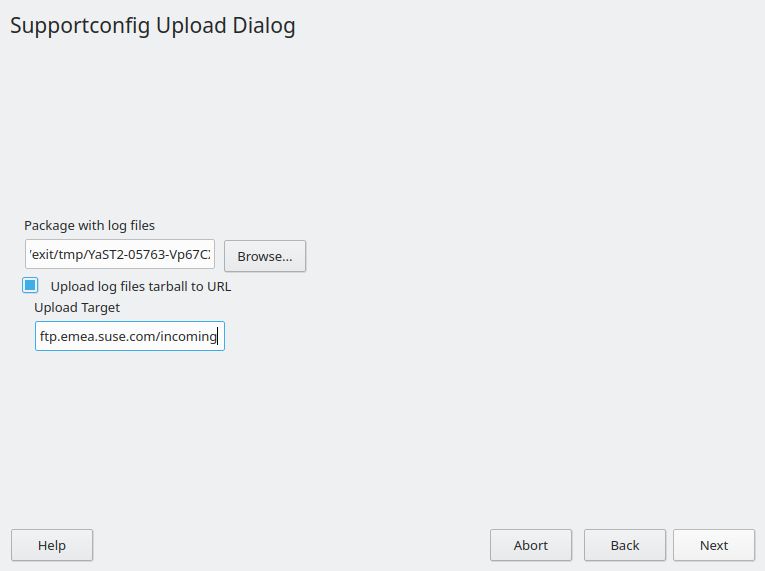 Supportconfig Upload Dialog
Package with log files
'exit/tmp/YaST2-05763-Vp67C
Browse...
Upload log files tarball to URL
Upload Target
ftp.emea.suse.com/incoming
Help
Abort
Back
Next